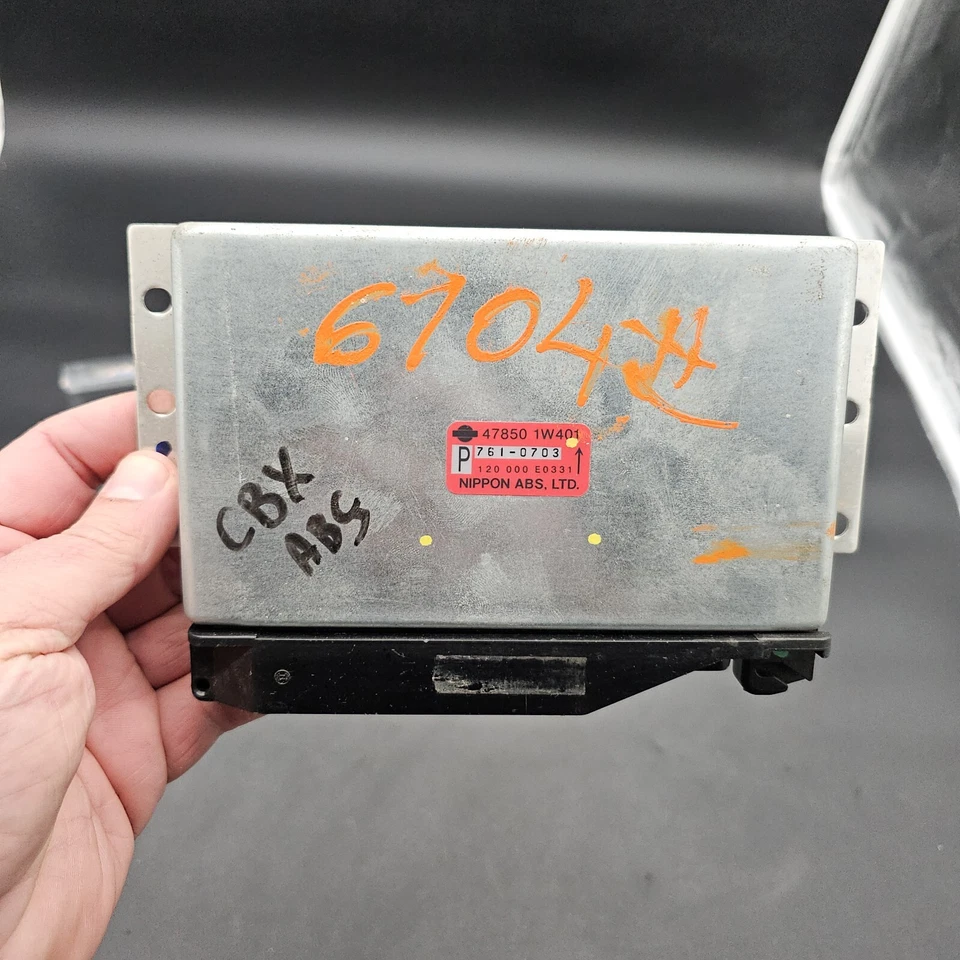 6704
47850 1W401
P 761-0703
120 000 E0331
NIPPON ABS, LTD.
CBX
ABS